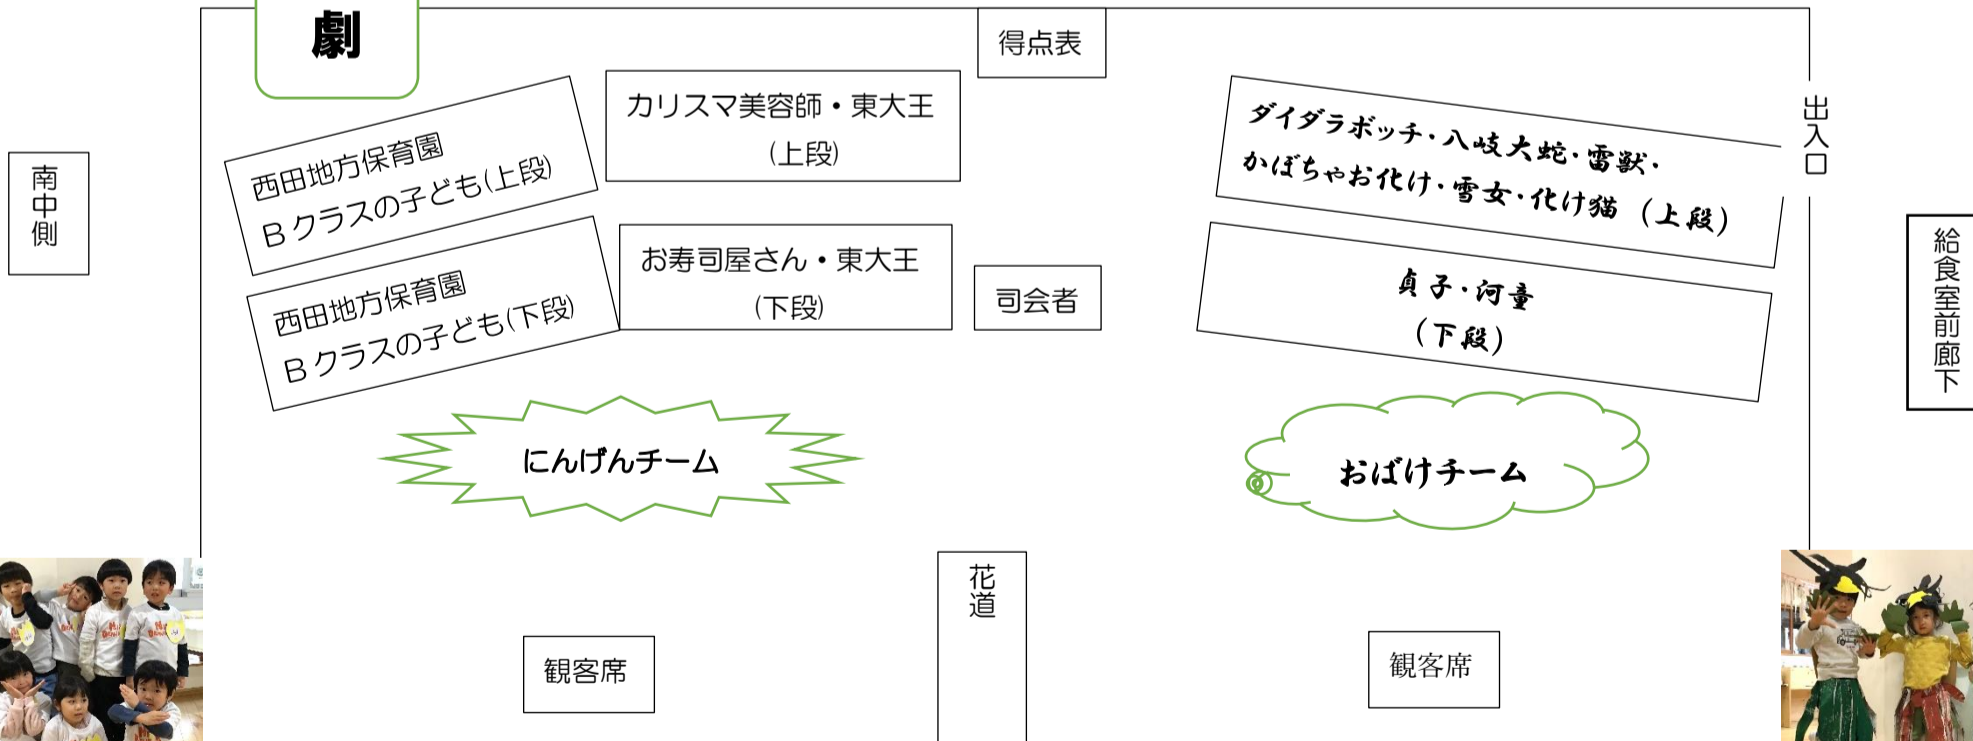 劇
得点表
カリスマ美容師・東大王
(上段)
西田地方保育園
Bクラスの子ども(上段)
ダイダラボッチ・八岐大蛇・雷獣・
かぼちゃお化け・雪女・化け猫（上段）
出入口
南中側
お寿司屋さん・東大王
(下段)
西田地方保育園
Bクラスの子ども(下段)
司会者
貞子・河童
（下段）
給食室前廊下
にんげんチーム
おばけチーム
花道
観客席
観客席